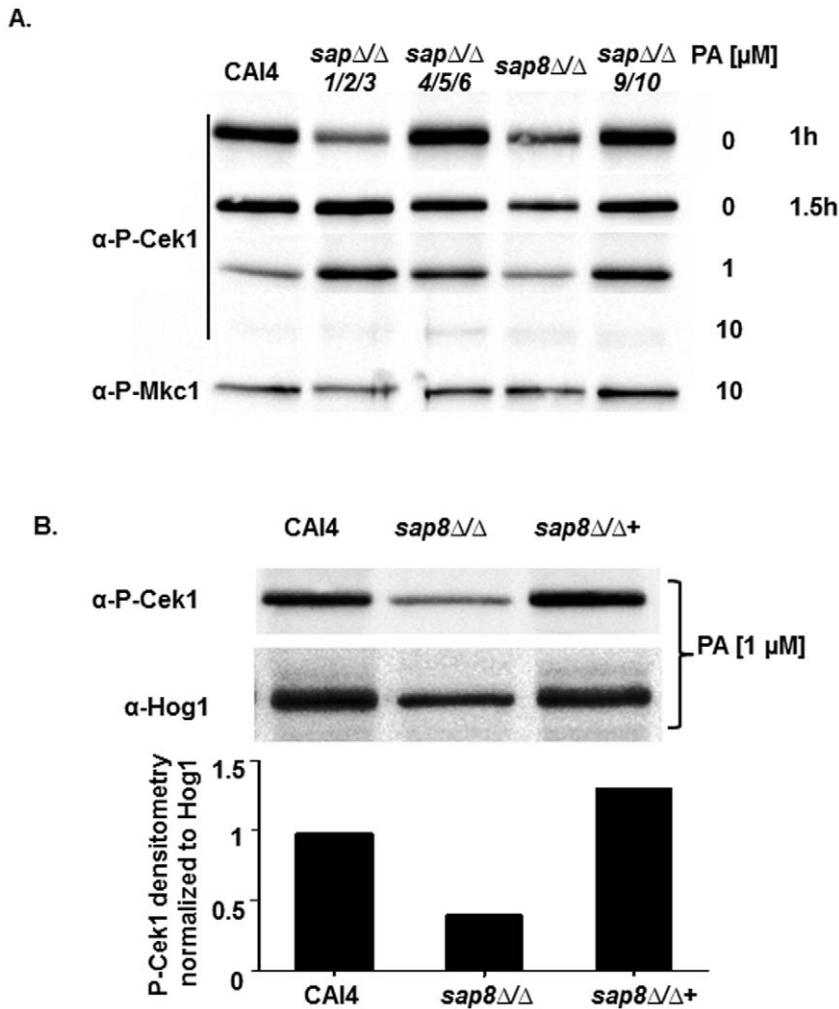 A.
CAI4 sapΔ/Δ 1/2/3 sapΔ/Δ 4/5/6 sap8Δ/Δ sapΔ/Δ 9/10 PA [µM]
0 1h
0 1.5h
α-P-Cek1
1
10
α-P-Mkc1 10
B.
CAI4 sap8Δ/Δ sap8Δ/Δ+
α-P-Cek1
PA [1 µM]
α-Hog1
P-Cek1 densitometry
normalized to Hog1
1.5
1
0.5
0
CAI4 sap8Δ/Δ sap8Δ/Δ+